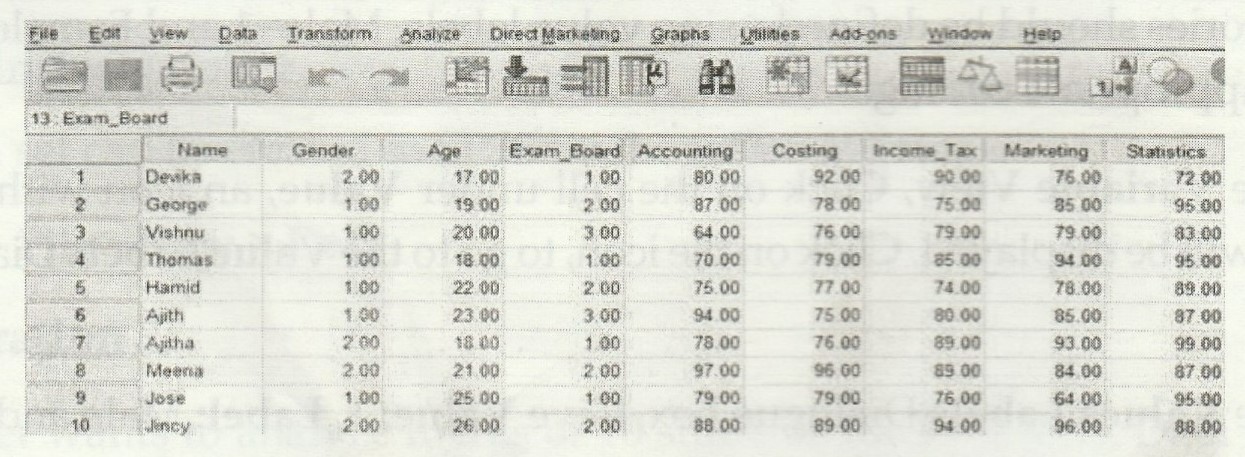 File Edit View Data Transform Analyze Direct Marketing Graphs Utilities Add-ons Window Help
13 : Exam_Board
Name Gender Age Exam_Board Accounting Costing Income_Tax Marketing Statistics
1 Devika 2.00 17.00 1.00 80.00 92.00 90.00 76.00 72.00
2 George 1.00 19.00 2.00 87.00 78.00 75.00 85.00 95.00
3 Vishnu 1.00 20.00 3.00 64.00 76.00 79.00 79.00 83.00
4 Thomas 1.00 18.00 1.00 70.00 79.00 85.00 94.00 95.00
5 Hamid 1.00 22.00 2.00 75.00 77.00 74.00 78.00 89.00
6 Ajith 1.00 23.00 3.00 94.00 75.00 80.00 85.00 87.00
7 Ajitha 2.00 18.00 1.00 78.00 76.00 89.00 93.00 99.00
8 Meena 2.00 21.00 2.00 97.00 96.00 89.00 84.00 87.00
9 Jose 1.00 25.00 1.00 79.00 79.00 76.00 64.00 95.00
10 Jincy 2.00 26.00 2.00 88.00 89.00 94.00 96.00 88.00